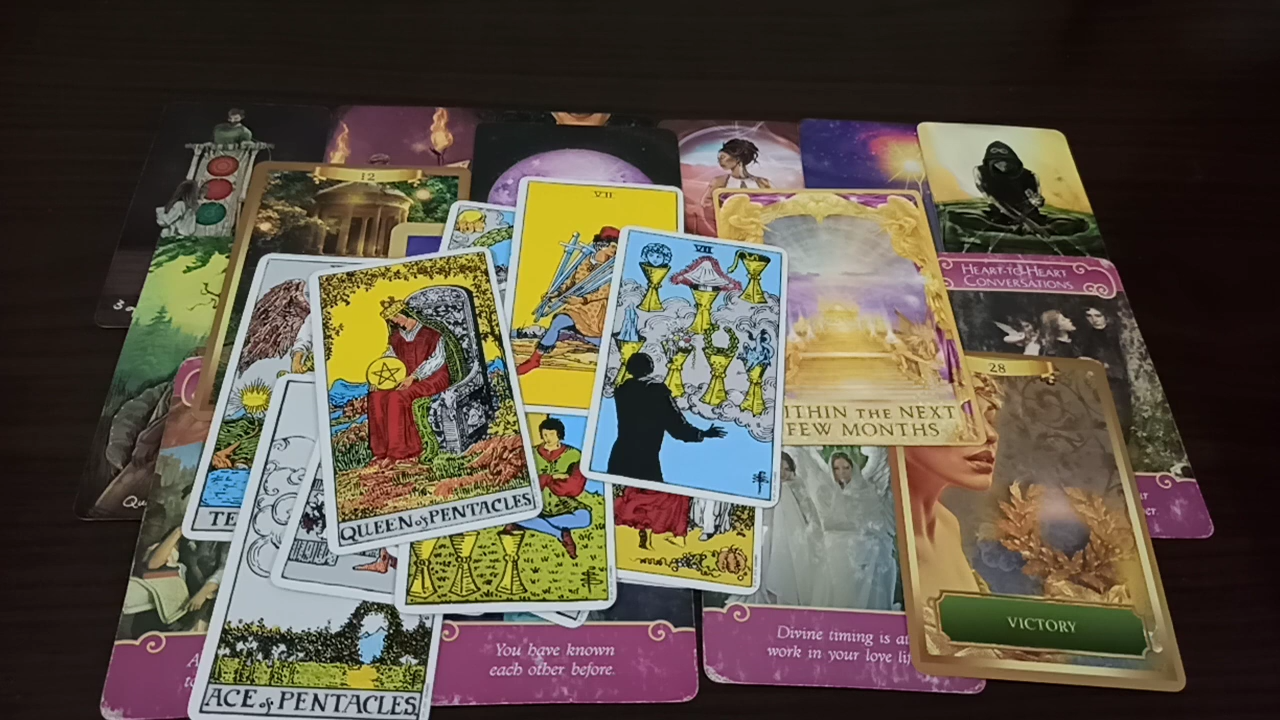 12
VII
VII
HEART-TO-HEART
CONVERSATIONS
WITHIN THE NEXT
FEW MONTHS
28
VICTORY
QUEEN of PENTACLES
You have known
each other before.
Divine timing is at
work in your love
ACE of PENTACLES